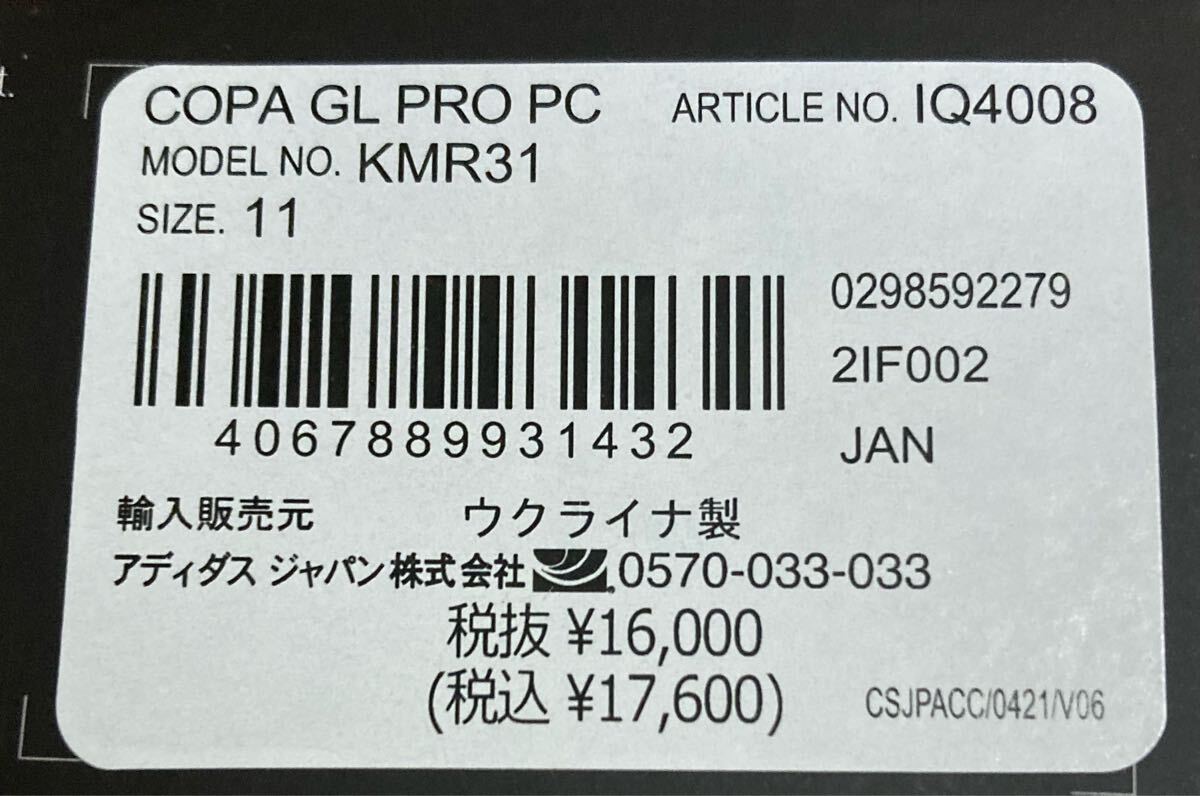 t.
COPA GL PRO PC ARTICLE NO. IQ4008
MODEL NO. KMR31
SIZE. 11
0298592279
2IF002
4067889931432 JAN
輸入販売元 ウクライナ製
アディダス ジャパン株式会社 0570-033-033
税抜 ¥16,000
(税込 ¥17,600) CSJPACC/0421/V06